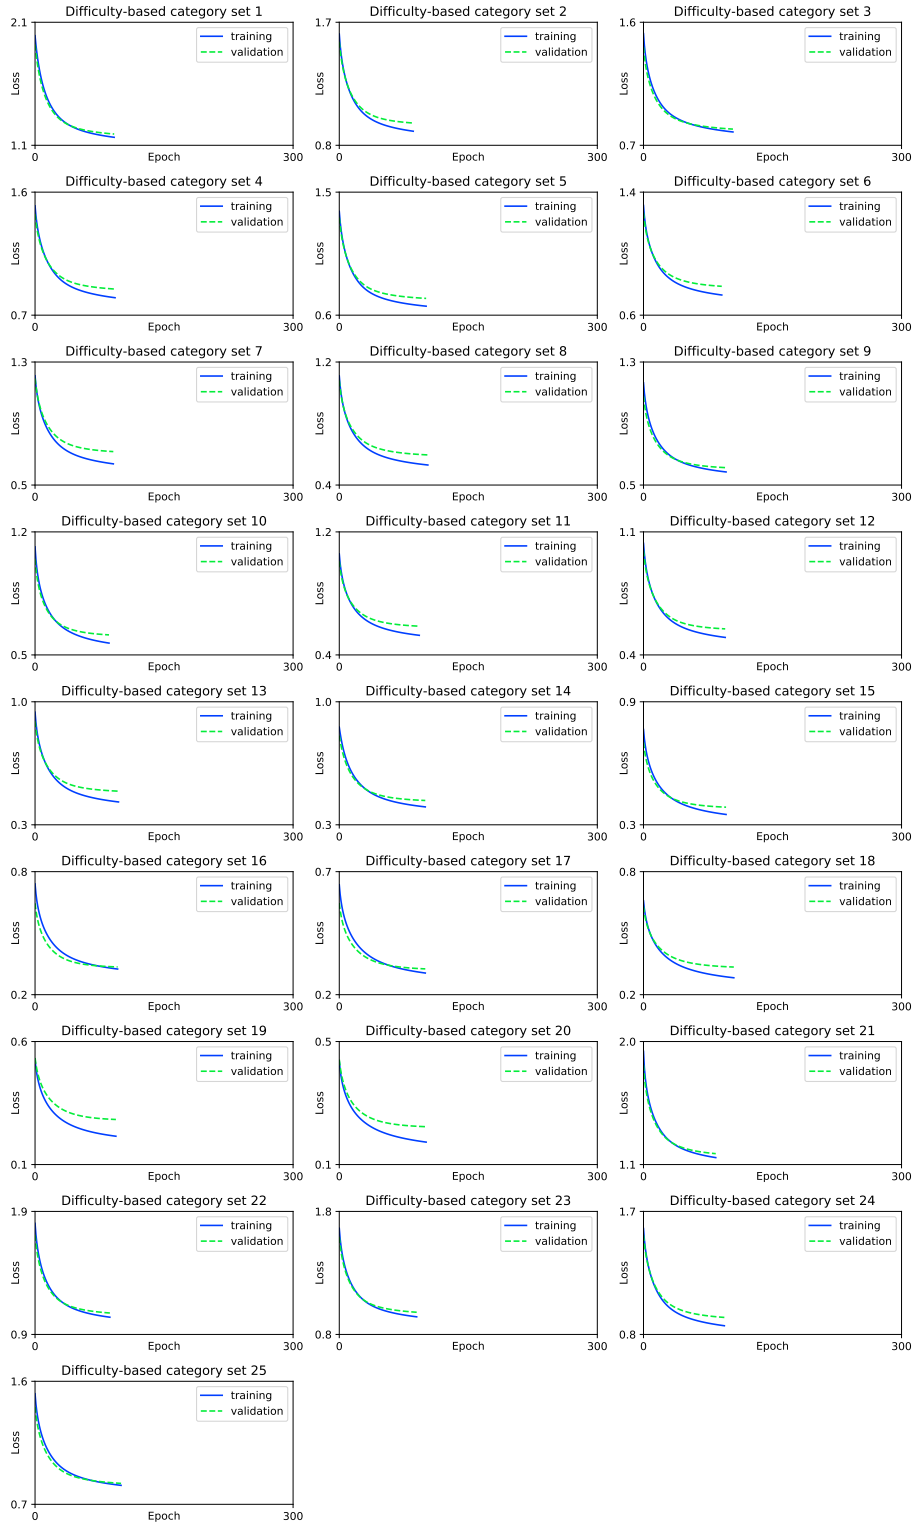 Difficulty-based category set 1
2.1
Loss
1.1
0
Epoch
300
training
validation
Difficulty-based category set 2
1.7
Loss
0.8
0
Epoch
300
training
validation
Difficulty-based category set 3
1.6
Loss
0.7
0
Epoch
300
training
validation
Difficulty-based category set 4
1.6
Loss
0.7
0
Epoch
300
training
validation
Difficulty-based category set 5
1.5
Loss
0.6
0
Epoch
300
training
validation
Difficulty-based category set 6
1.4
Loss
0.6
0
Epoch
300
training
validation
Difficulty-based category set 7
1.3
Loss
0.5
0
Epoch
300
training
validation
Difficulty-based category set 8
1.2
Loss
0.4
0
Epoch
300
training
validation
Difficulty-based category set 9
1.3
Loss
0.5
0
Epoch
300
training
validation
Difficulty-based category set 10
1.2
Loss
0.5
0
Epoch
300
training
validation
Difficulty-based category set 11
1.2
Loss
0.4
0
Epoch
300
training
validation
Difficulty-based category set 12
1.1
Loss
0.4
0
Epoch
300
training
validation
Difficulty-based category set 13
1.0
Loss
0.3
0
Epoch
300
training
validation
Difficulty-based category set 14
1.0
Loss
0.3
0
Epoch
300
training
validation
Difficulty-based category set 15
0.9
Loss
0.3
0
Epoch
300
training
validation
Difficulty-based category set 16
0.8
Loss
0.2
0
Epoch
300
training
validation
Difficulty-based category set 17
0.7
Loss
0.2
0
Epoch
300
training
validation
Difficulty-based category set 18
0.8
Loss
0.2
0
Epoch
300
training
validation
Difficulty-based category set 19
0.6
Loss
0.1
0
Epoch
300
training
validation
Difficulty-based category set 20
0.5
Loss
0.1
0
Epoch
300
training
validation
Difficulty-based category set 21
2.0
Loss
1.1
0
Epoch
300
training
validation
Difficulty-based category set 22
1.9
Loss
0.9
0
Epoch
300
training
validation
Difficulty-based category set 23
1.8
Loss
0.8
0
Epoch
300
training
validation
Difficulty-based category set 24
1.7
Loss
0.8
0
Epoch
300
training
validation
Difficulty-based category set 25
1.6
Loss
0.7
0
Epoch
300
training
validation